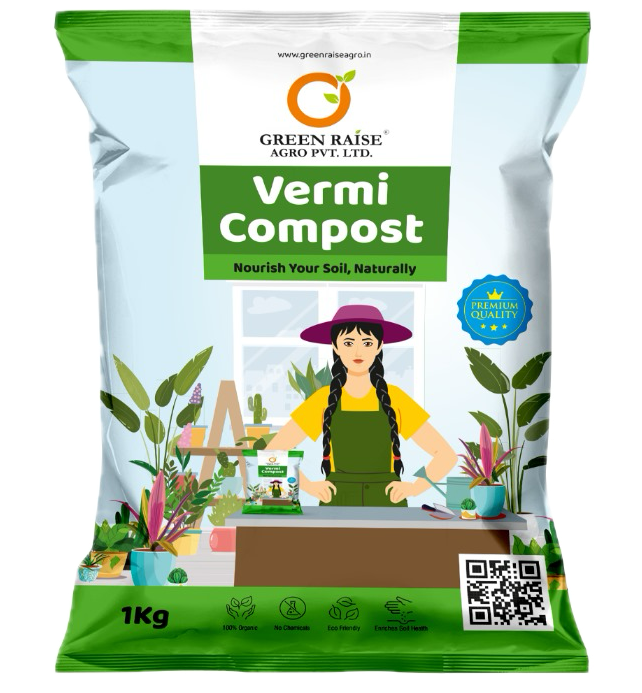 www.greenraiseagro.in
GREEN RAISE®
AGRO PVT. LTD.
Vermi
Compost
Nourish Your Soil, Naturally
PREMIUM
QUALITY
Vermi
Compost
1Kg
100% Organic
No Chemicals
Eco Friendly
Enriches Soil Health